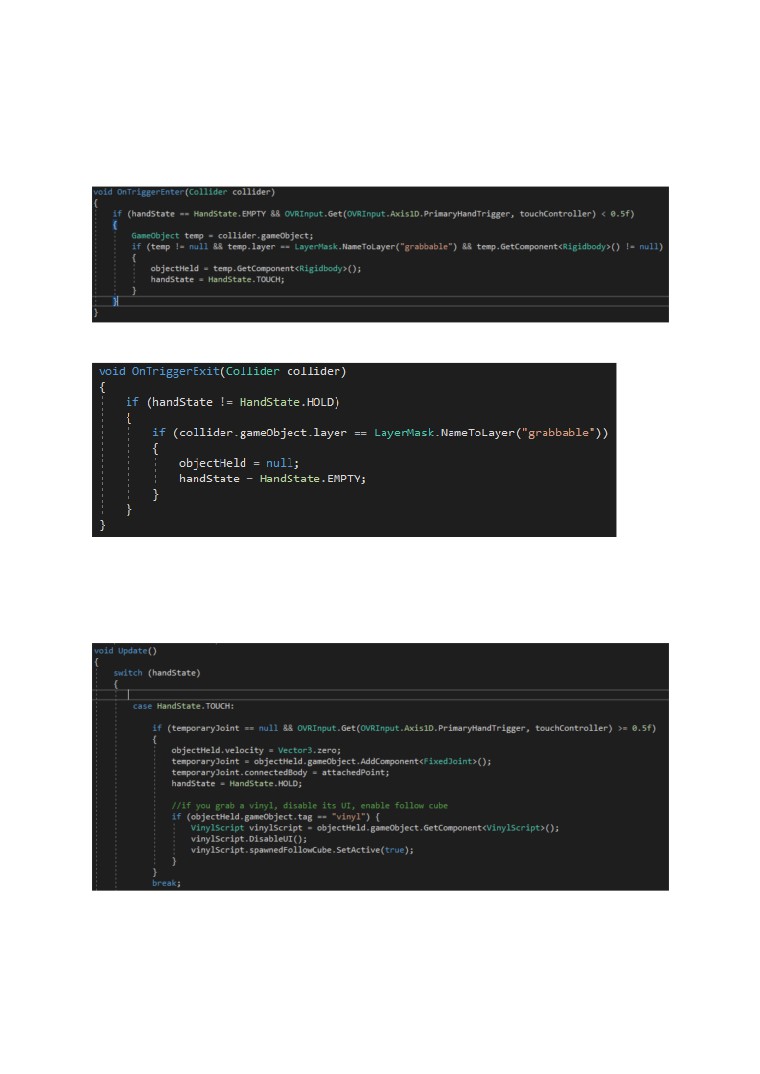 void OnTriggerEnter(Collider collider)
{
if (handState == HandState.EMPTY && OVRInput.Get(OVRInput.Axis1D.PrimaryHandTrigger, touchController) < 0.5f)
{
GameObject temp = collider.gameObject;
if (temp != null && temp.layer == LayerMask.NameToLayer("grabbable") && temp.GetComponent<Rigidbody>() != null)
{
objectHeld = temp.GetComponent<Rigidbody>();
handState = HandState.TOUCH;
}
}
}
void OnTriggerExit(Collider collider)
{
if (handState != HandState.HOLD)
{
if (collider.gameObject.layer == LayerMask.NameToLayer("grabbable"))
{
objectHeld = null;
handState = HandState.EMPTY;
}
}
}
void Update()
{
switch (handState)
{
case HandState.TOUCH:
if (temporaryJoint == null && OVRInput.Get(OVRInput.Axis1D.PrimaryHandTrigger, touchController) >= 0.5f)
{
objectHeld.velocity = Vector3.zero;
temporaryJoint = objectHeld.gameObject.AddComponent<FixedJoint>();
temporaryJoint.connectedBody = attachedPoint;
handState = HandState.HOLD;
//if you grab a vinyl, disable its UI, enable follow cube
if (objectHeld.gameObject.tag == "vinyl") {
VinylScript vinylScript = objectHeld.gameObject.GetComponent<VinylScript>();
vinylScript.DisableUI();
vinylScript.spawnedFollowCube.SetActive(true);
}
}
break;